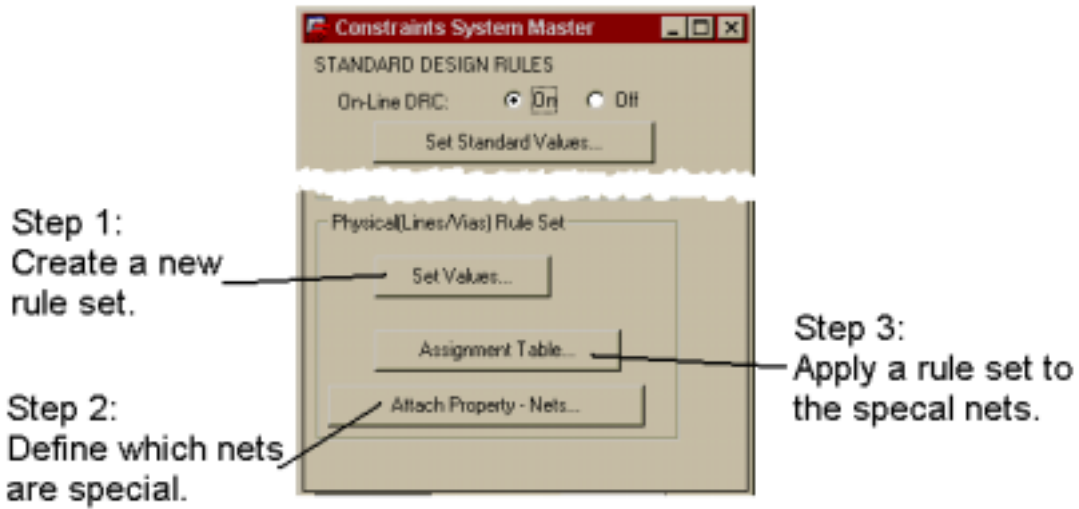 Constraints System Master
STANDARD DESIGN RULES
On-Line DRC: On Off
Set Standard Values...
Physical(Lines/Vias) Rule Set
Set Values...
Assignment Table...
Attach Property - Nets...
Step 1:
Create a new
rule set.
Step 2:
Define which nets
are special.
Step 3:
Apply a rule set to
the specal nets.